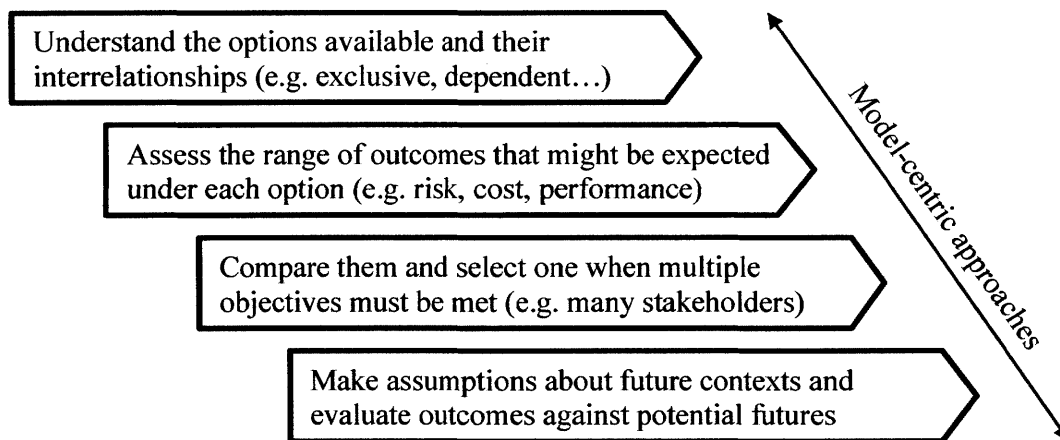 Understand the options available and their
interrelationships (e.g. exclusive, dependent…)
Assess the range of outcomes that might be expected
under each option (e.g. risk, cost, performance)
Compare them and select one when multiple
objectives must be met (e.g. many stakeholders)
Make assumptions about future contexts and
evaluate outcomes against potential futures
Model-centric approaches